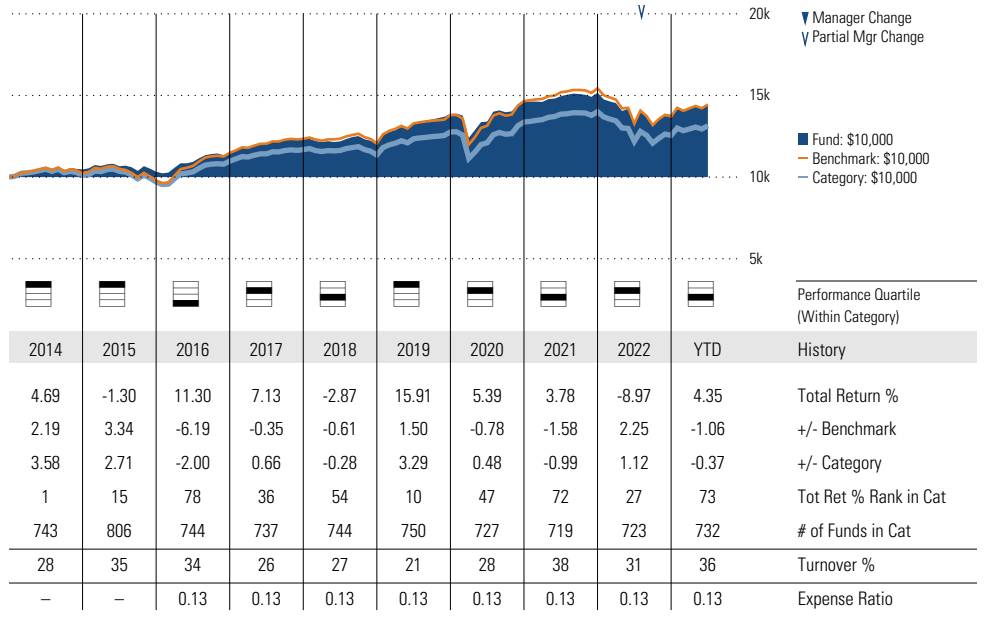 20k
▼ Manager Change
Partial Mgr Change
15k
Fund: $10,000
Benchmark: $10,000
Category: $10,000
10k
5k
Performance Quartile
(Within Category)
2014 2015 2016 2017 2018 2019 2020 2021 2022 YTD History
4.69 -1.30 11.30 7.13 -2.87 15.91 5.39 3.78 -8.97 4.35 Total Return %
2.19 3.34 -6.19 -0.35 -0.61 1.50 -0.78 -1.58 2.25 -1.06 +/- Benchmark
3.58 2.71 -2.00 0.66 -0.28 3.29 0.48 -0.99 1.12 -0.37 +/- Category
1 15 78 36 54 10 47 72 27 73 Tot Ret % Rank in Cat
743 806 744 737 744 750 727 719 723 732 # of Funds in Cat
28 35 34 26 27 21 28 38 31 36 Turnover %
– – 0.13 0.13 0.13 0.13 0.13 0.13 0.13 0.13 Expense Ratio